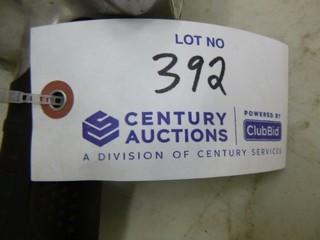 LOT NO
392
CENTURY AUCTIONS
POWERED BY
ClubBid
A DIVISION OF CENTURY SERVICES